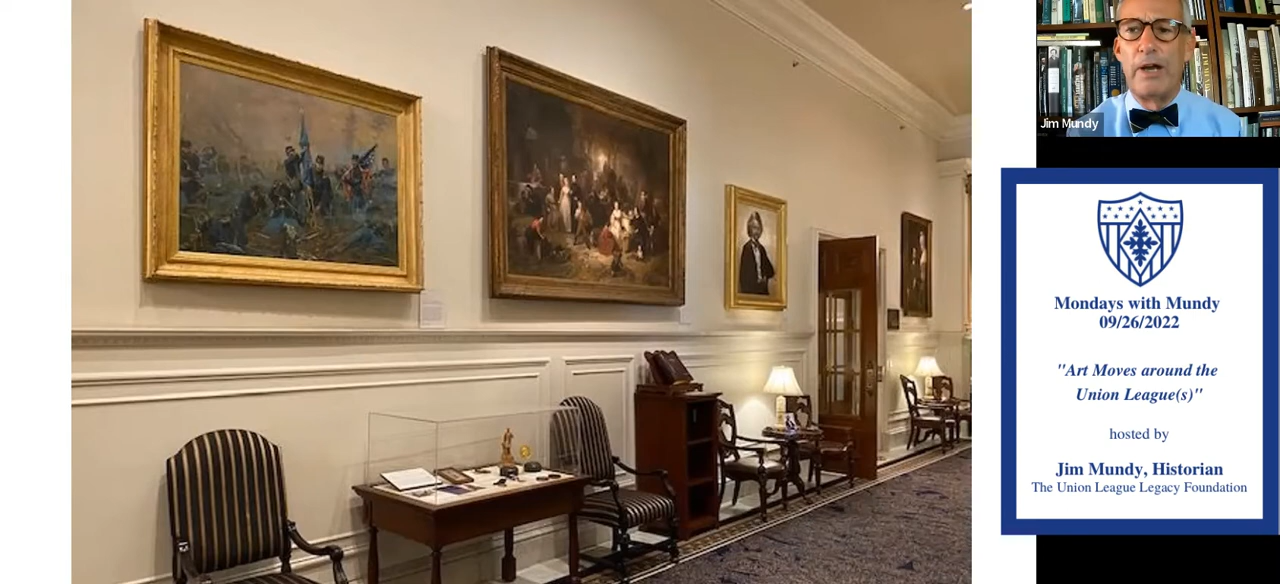 Jim Mundy
Mondays with Mundy
09/26/2022
"Art Moves around the
Union League(s)"
hosted by
Jim Mundy, Historian
The Union League Legacy Foundation